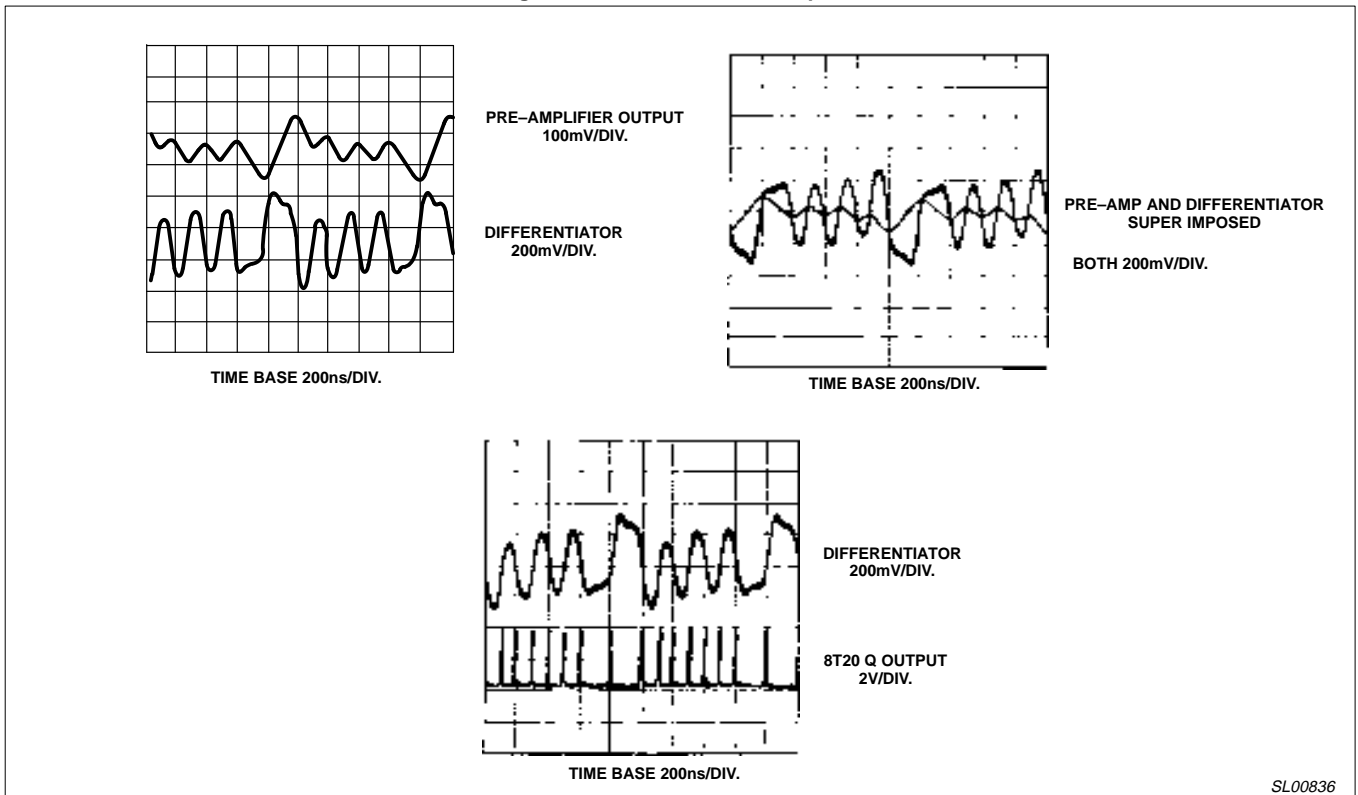 PRE–AMPLIFIER OUTPUT
100mV/DIV.
DIFFERENTIATOR
200mV/DIV.
TIME BASE 200ns/DIV.
PRE–AMP AND DIFFERENTIATOR
SUPER IMPOSED
BOTH 200mV/DIV.
TIME BASE 200ns/DIV.
DIFFERENTIATOR
200mV/DIV.
8T20 Q OUTPUT
2V/DIV.
TIME BASE 200ns/DIV.
SL00836